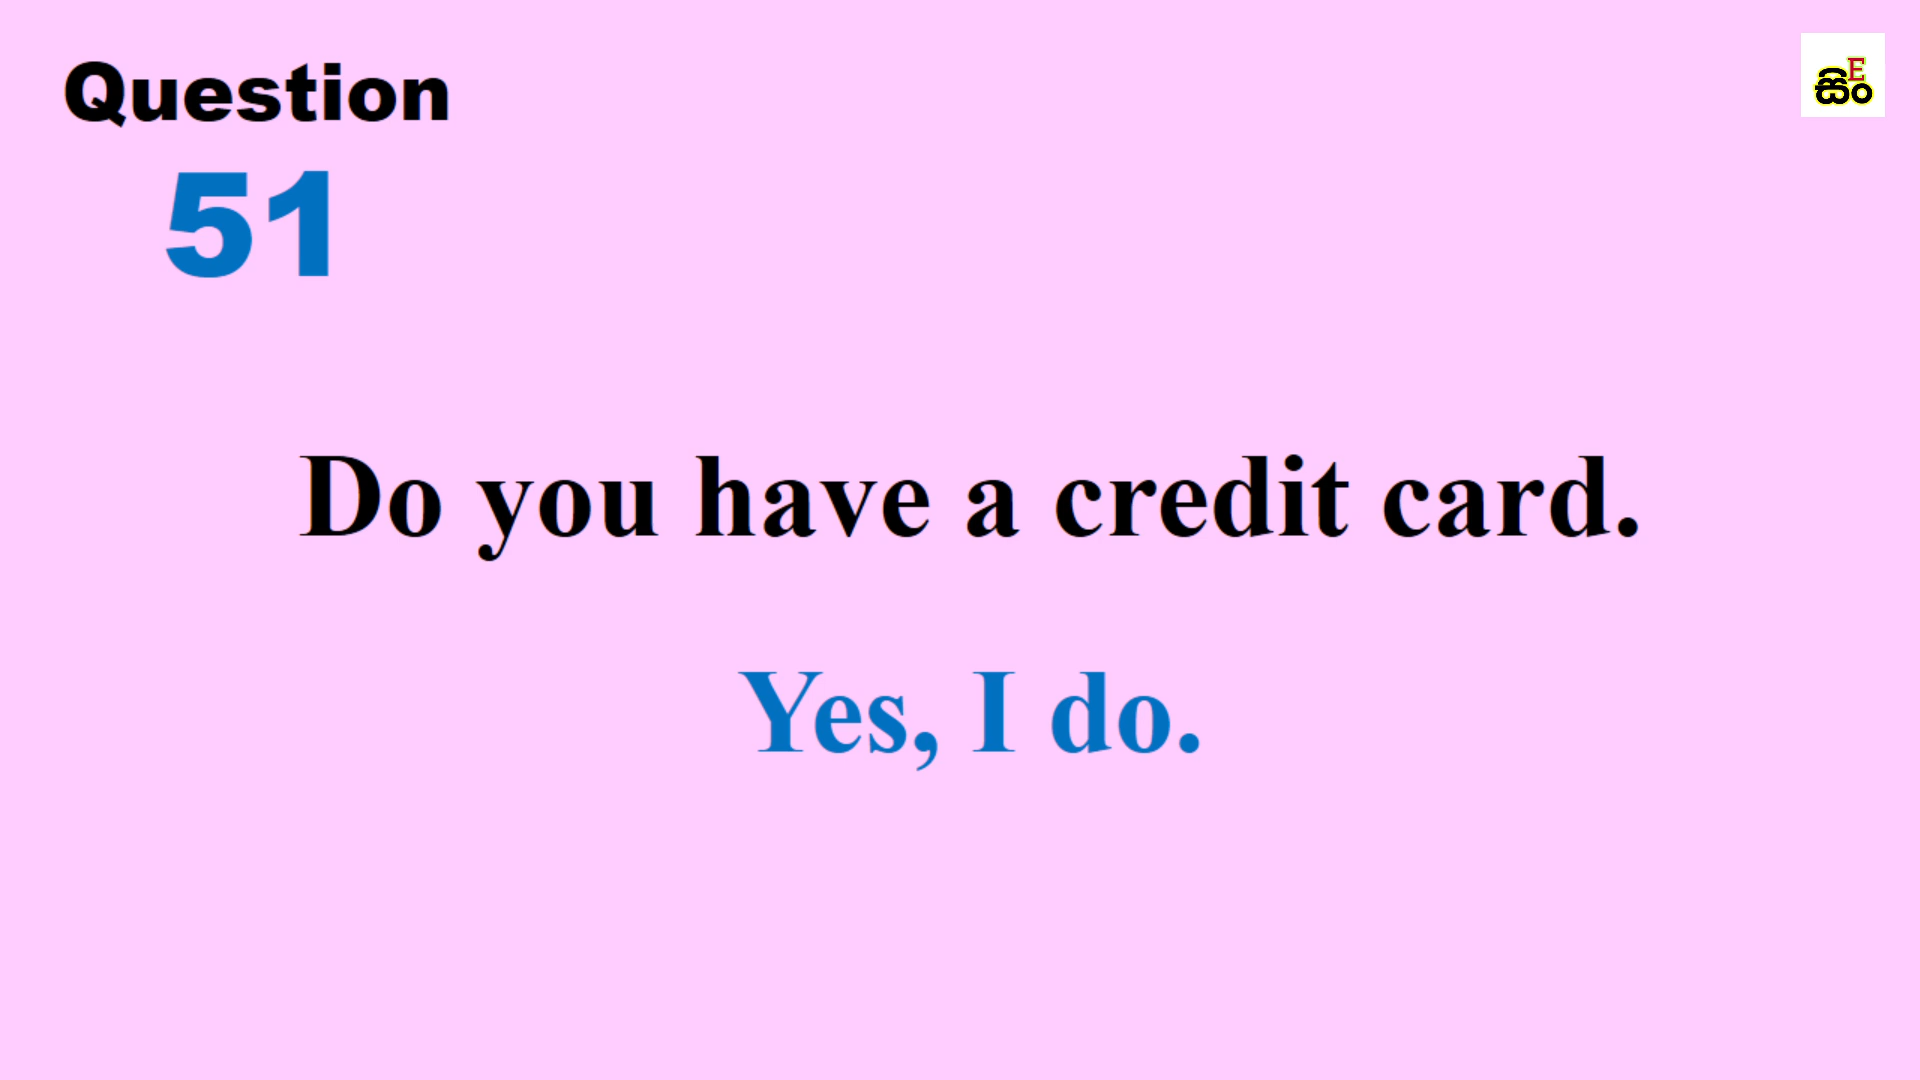 Question
51
E
සිං
Do you have a credit card.
Yes, I do.